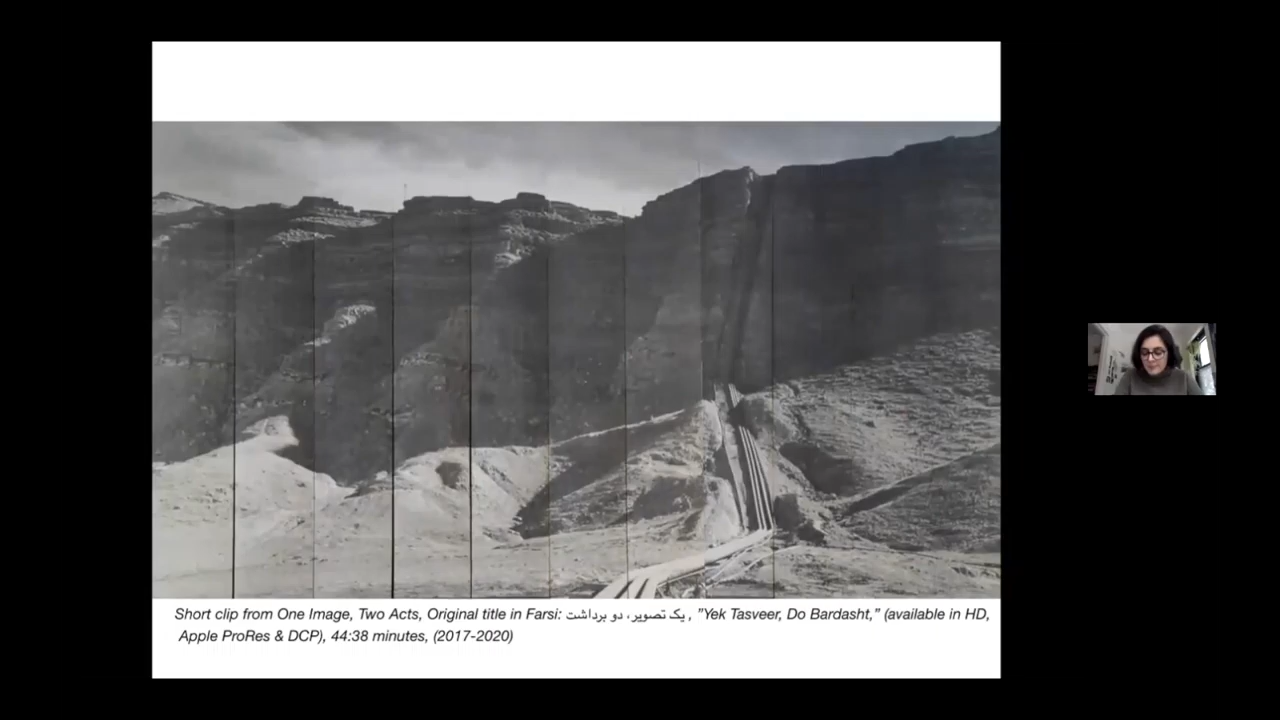 Short clip from One Image, Two Acts, Original title in Farsi: یک تصویر، دو برداشت , ”Yek Tasveer, Do Bardasht,” (available in HD,
Apple ProRes & DCP), 44:38 minutes, (2017-2020)